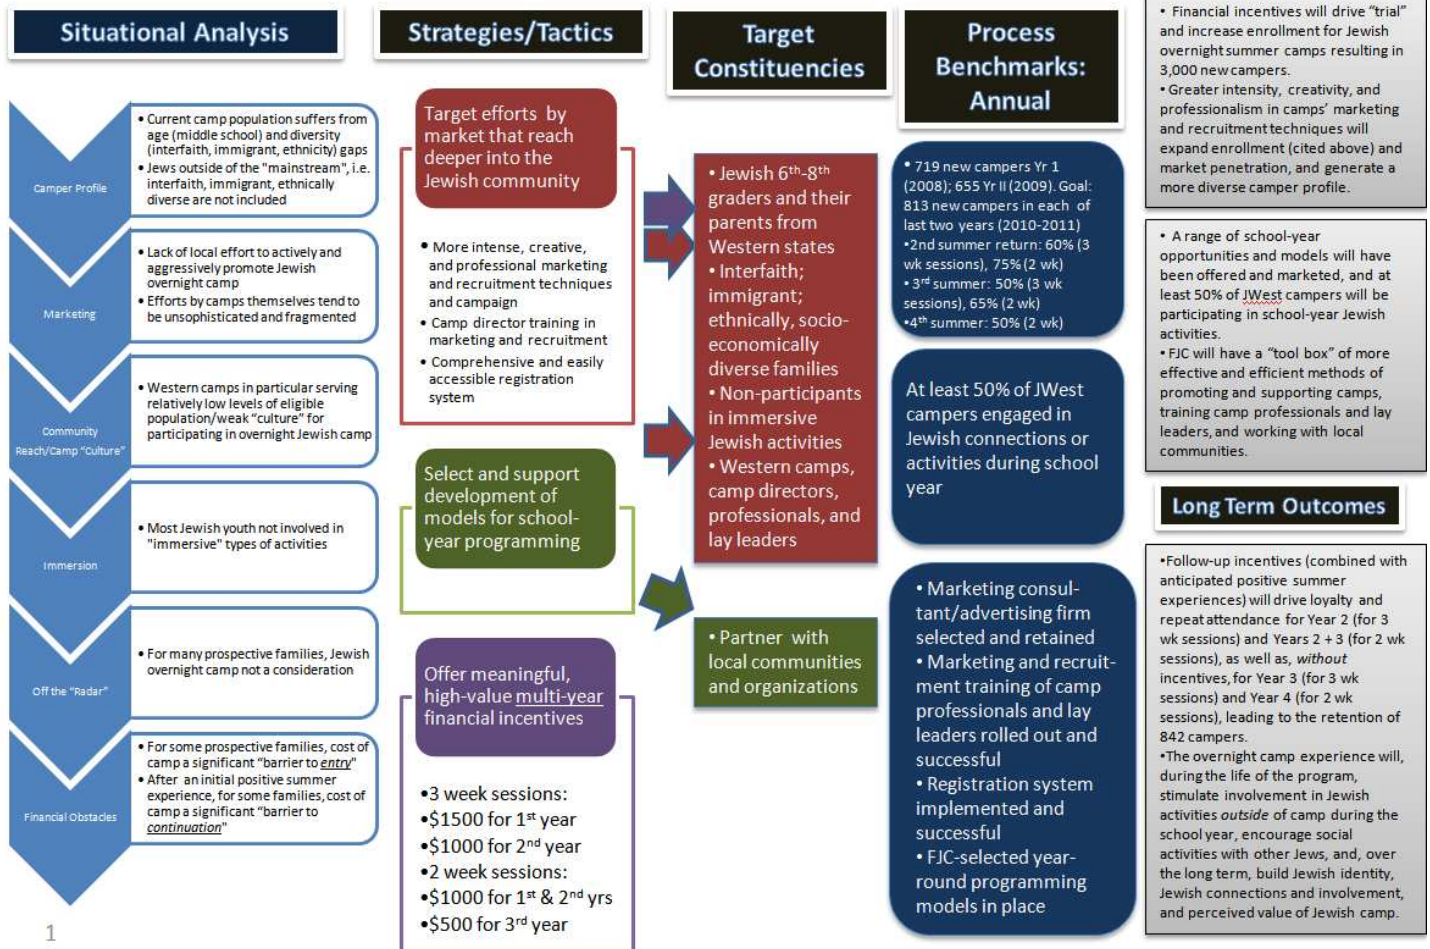 Situational Analysis
Camper Profile
• Current camp population suffers from
age (middle school) and diversity
(interfaith, immigrant, ethnicity) gaps
• Jews outside of the "mainstream", i.e.
interfaith, immigrant, ethnically
diverse are not included
Marketing
• Lack of local effort to actively and
aggressively promote Jewish
overnight camp
• Efforts by camps themselves tend to
be unsophisticated and fragmented
Community
Reach/Camp "Culture"
• Western camps in particular serving
relatively low levels of eligible
population/weak "culture" for
participating in overnight Jewish camp
Immersion
• Most Jewish youth not involved in
"immersive" types of activities
Off the "Radar"
• For many prospective families, Jewish
overnight camp not a consideration
Financial Obstacles
• For some prospective families, cost of
camp a significant "barrier to entry"
• After an initial positive summer
experience, for some families, cost of
camp a significant "barrier to
continuation"
1
Strategies/Tactics
Target efforts by
market that reach
deeper into the
Jewish community
• More intense, creative,
and professional marketing
and recruitment techniques
and campaign
• Camp director training in
marketing and recruitment
• Comprehensive and easily
accessible registration
system
Select and support
development of
models for school-
year programming
Offer meaningful,
high-value multi-year
financial incentives
•3 week sessions:
•$1500 for 1st year
•$1000 for 2nd year
•2 week sessions:
•$1000 for 1st & 2nd yrs
•$500 for 3rd year
Target
Constituencies
• Jewish 6th-8th
graders and their
parents from
Western states
• Interfaith;
immigrant;
ethnically, socio-
economically
diverse families
• Non-participants
in immersive
Jewish activities
• Western camps,
camp directors,
professionals, and
lay leaders
• Partner with
local communities
and organizations
Process
Benchmarks:
Annual
• 719 new campers Yr 1
(2008); 655 Yr II (2009). Goal:
813 new campers in each of
last two years (2010-2011)
•2nd summer return: 60% (3
wk sessions), 75% (2 wk)
• 3rd summer: 50% (3 wk
sessions), 65% (2 wk)
•4th summer: 50% (2 wk)
At least 50% of JWest
campers engaged in
Jewish connections or
activities during school
year
• Marketing consul-
tant/advertising firm
selected and retained
• Marketing and recruit-
ment training of camp
professionals and lay
leaders rolled out and
successful
• Registration system
implemented and
successful
• FJC-selected year-
round programming
models in place
• Financial incentives will drive "trial"
and increase enrollment for Jewish
overnight summer camps resulting in
3,000 new campers.
• Greater intensity, creativity, and
professionalism in camps' marketing
and recruitment techniques will
expand enrollment (cited above) and
market penetration, and generate a
more diverse camper profile.
• A range of school-year
opportunities and models will have
been offered and marketed, and at
least 50% of JWest campers will be
participating in school-year Jewish
activities.
• FJC will have a "tool box" of more
effective and efficient methods of
promoting and supporting camps,
training camp professionals and lay
leaders, and working with local
communities.
Long Term Outcomes
•Follow-up incentives (combined with
anticipated positive summer
experiences) will drive loyalty and
repeat attendance for Year 2 (for 3
wk sessions) and Years 2 + 3 (for 2 wk
sessions), as well as, without
incentives, for Year 3 (for 3 wk
sessions) and Year 4 (for 2 wk
sessions), leading to the retention of
842 campers.
•The overnight camp experience will,
during the life of the program,
stimulate involvement in Jewish
activities outside of camp during the
school year, encourage social
activities with other Jews, and, over
the long term, build Jewish identity,
Jewish connections and involvement,
and perceived value of Jewish camp.